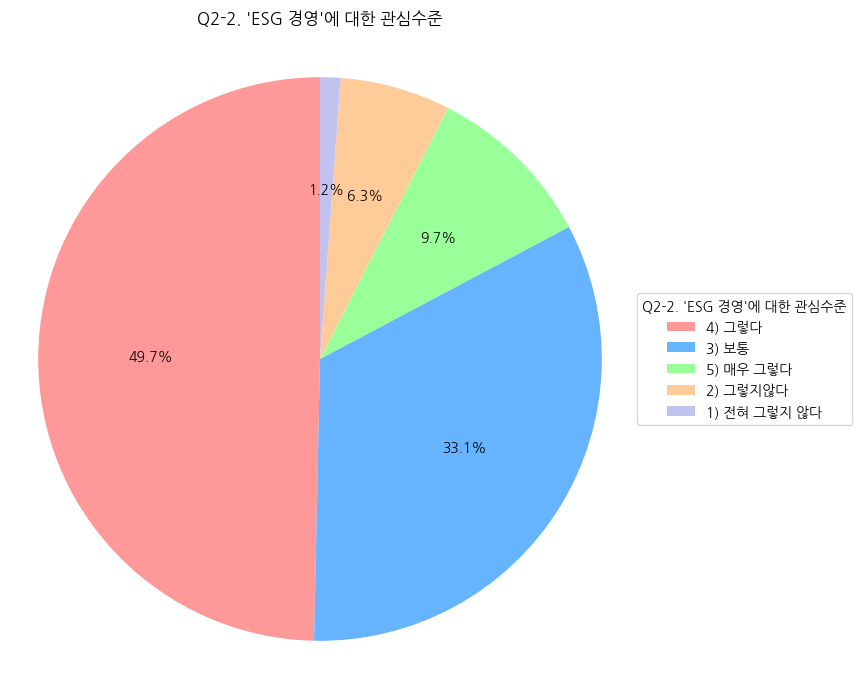 Q2-2. 'ESG 경영'에 대한 관심수준
1.2%
6.3%
9.7%
49.7%
33.1%
Q2-2. 'ESG 경영'에 대한 관심수준
4) 그렇다
3) 보통
5) 매우 그렇다
2) 그렇지않다
1) 전혀 그렇지 않다